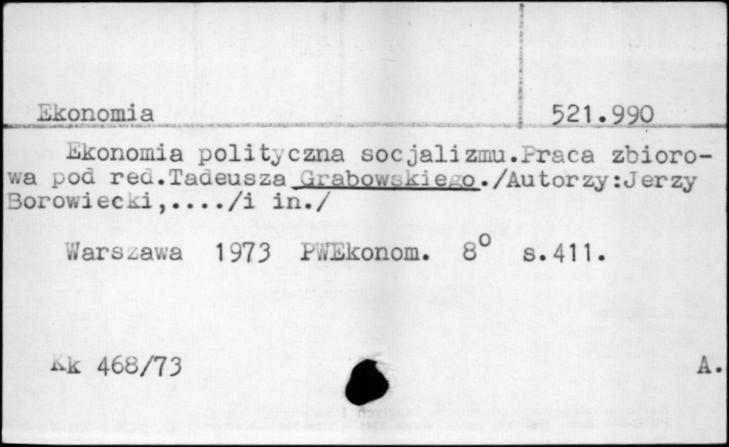 Ekonomia 521.990
Ekonomia polityczna socjalizmu.Praca zbioro-
wa pod red.Tadeusza Grabowskiego./Autorzy:Jerzy
Borowiecki,..../i in./
Warszawa 1973 PWEkonom. 8° s.411.
Kk 468/73 A.